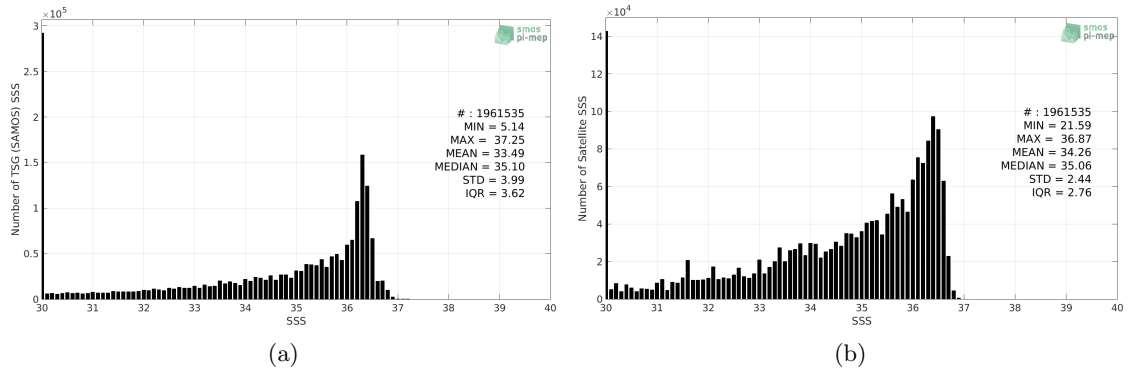 ×10⁵
3
2.5
2
1.5
1
0.5
0
Number of TSG (SAMOS) SSS
smos
pi-mep
# : 1961535
MIN = 5.14
MAX = 37.25
MEAN = 33.49
MEDIAN = 35.10
STD = 3.99
IQR = 3.62
30 31 32 33 34 35 36 37 38 39 40
SSS
(a)
×10⁴
14
12
10
8
6
4
2
0
Number of Satellite SSS
smos
pi-mep
# : 1961535
MIN = 21.59
MAX = 36.87
MEAN = 34.26
MEDIAN = 35.06
STD = 2.44
IQR = 2.76
30 31 32 33 34 35 36 37 38 39 40
SSS
(b)